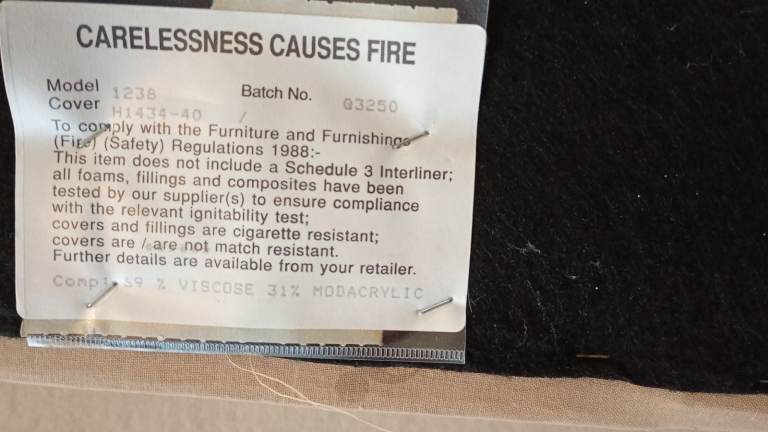 CARELESSNESS CAUSES FIRE
Model 1238 Batch No. Q3250
Cover H1434-40 /
To comply with the Furniture and Furnishings
(Fire) (Safety) Regulations 1988:-
This item does not include a Schedule 3 Interliner;
all foams, fillings and composites have been
tested by our supplier(s) to ensure compliance
with the relevant ignitability test;
covers and fillings are cigarette resistant;
covers are / are not match resistant.
Further details are available from your retailer.
Comp: 69 % VISCOSE 31% MODACRYLIC